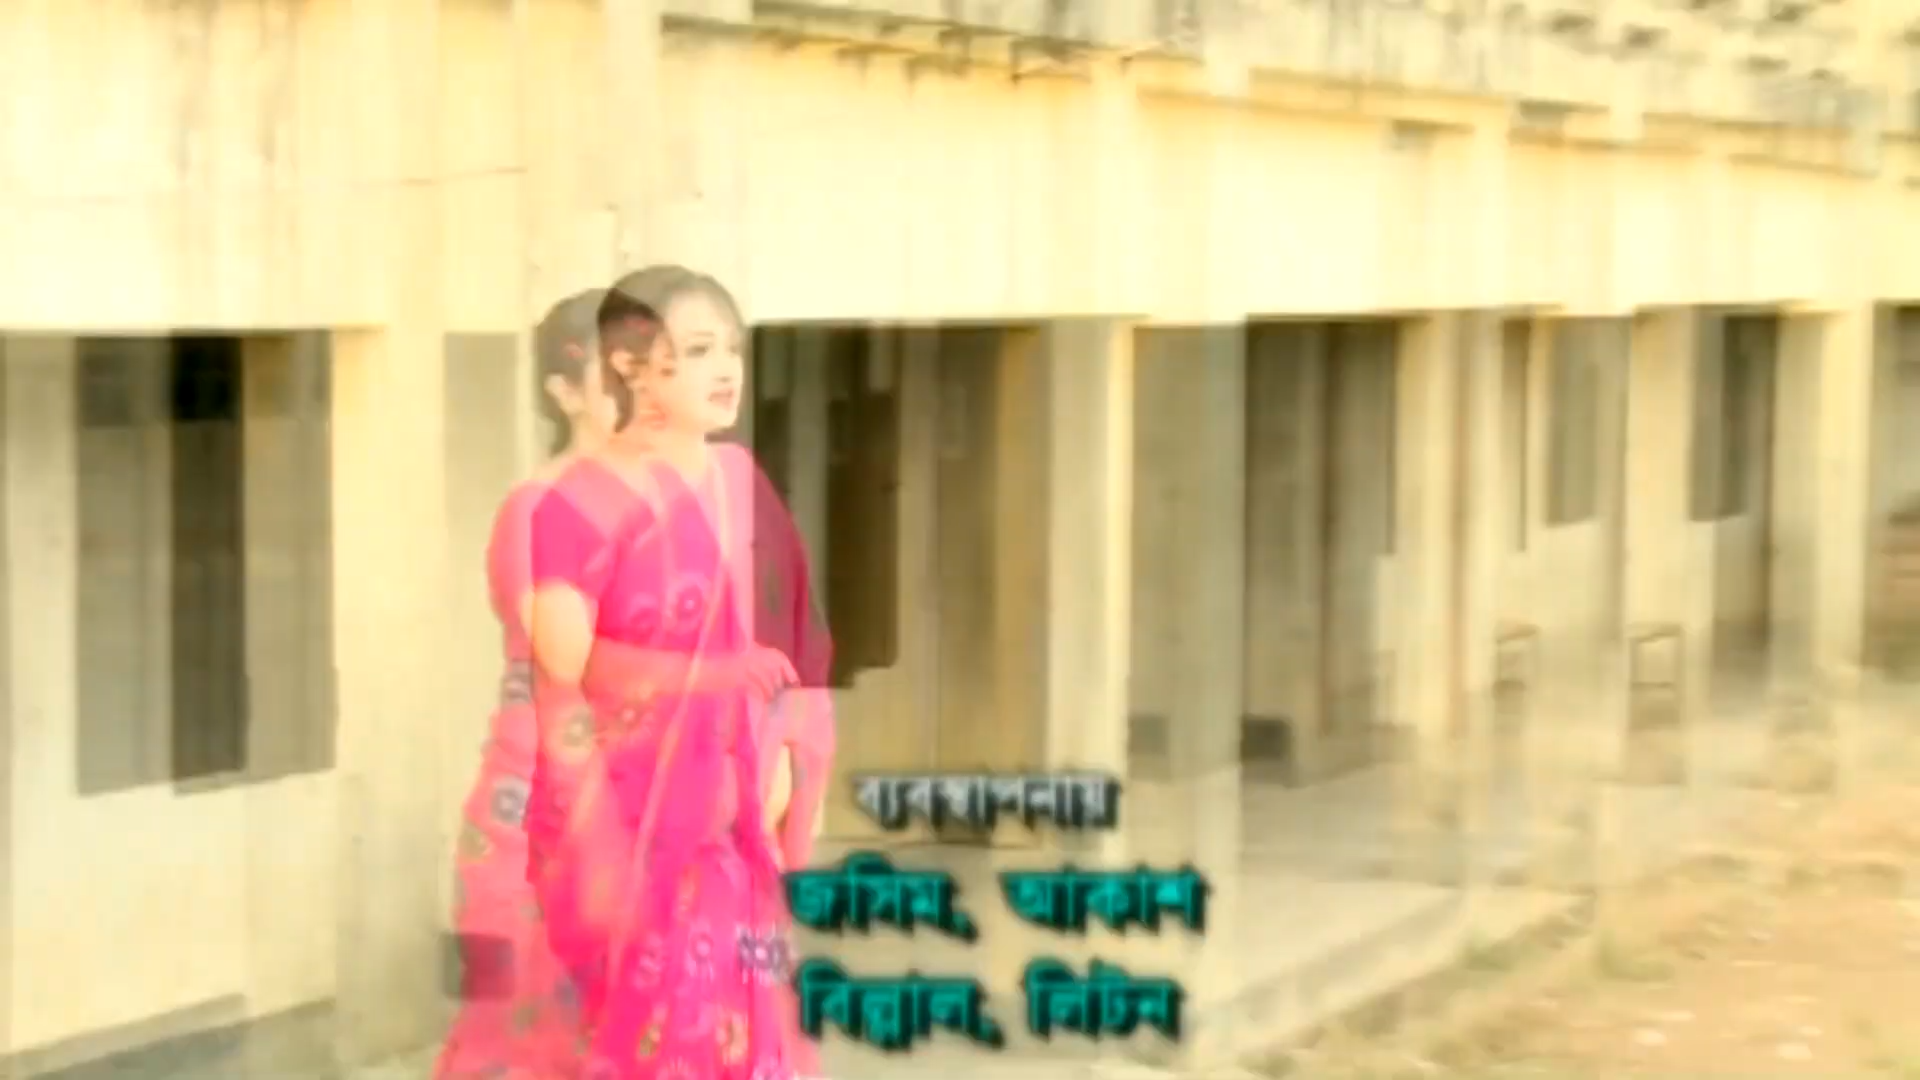 ব্যবস্থাপনায়
জসিম, আকাশ
বিল্লাল, লিটন